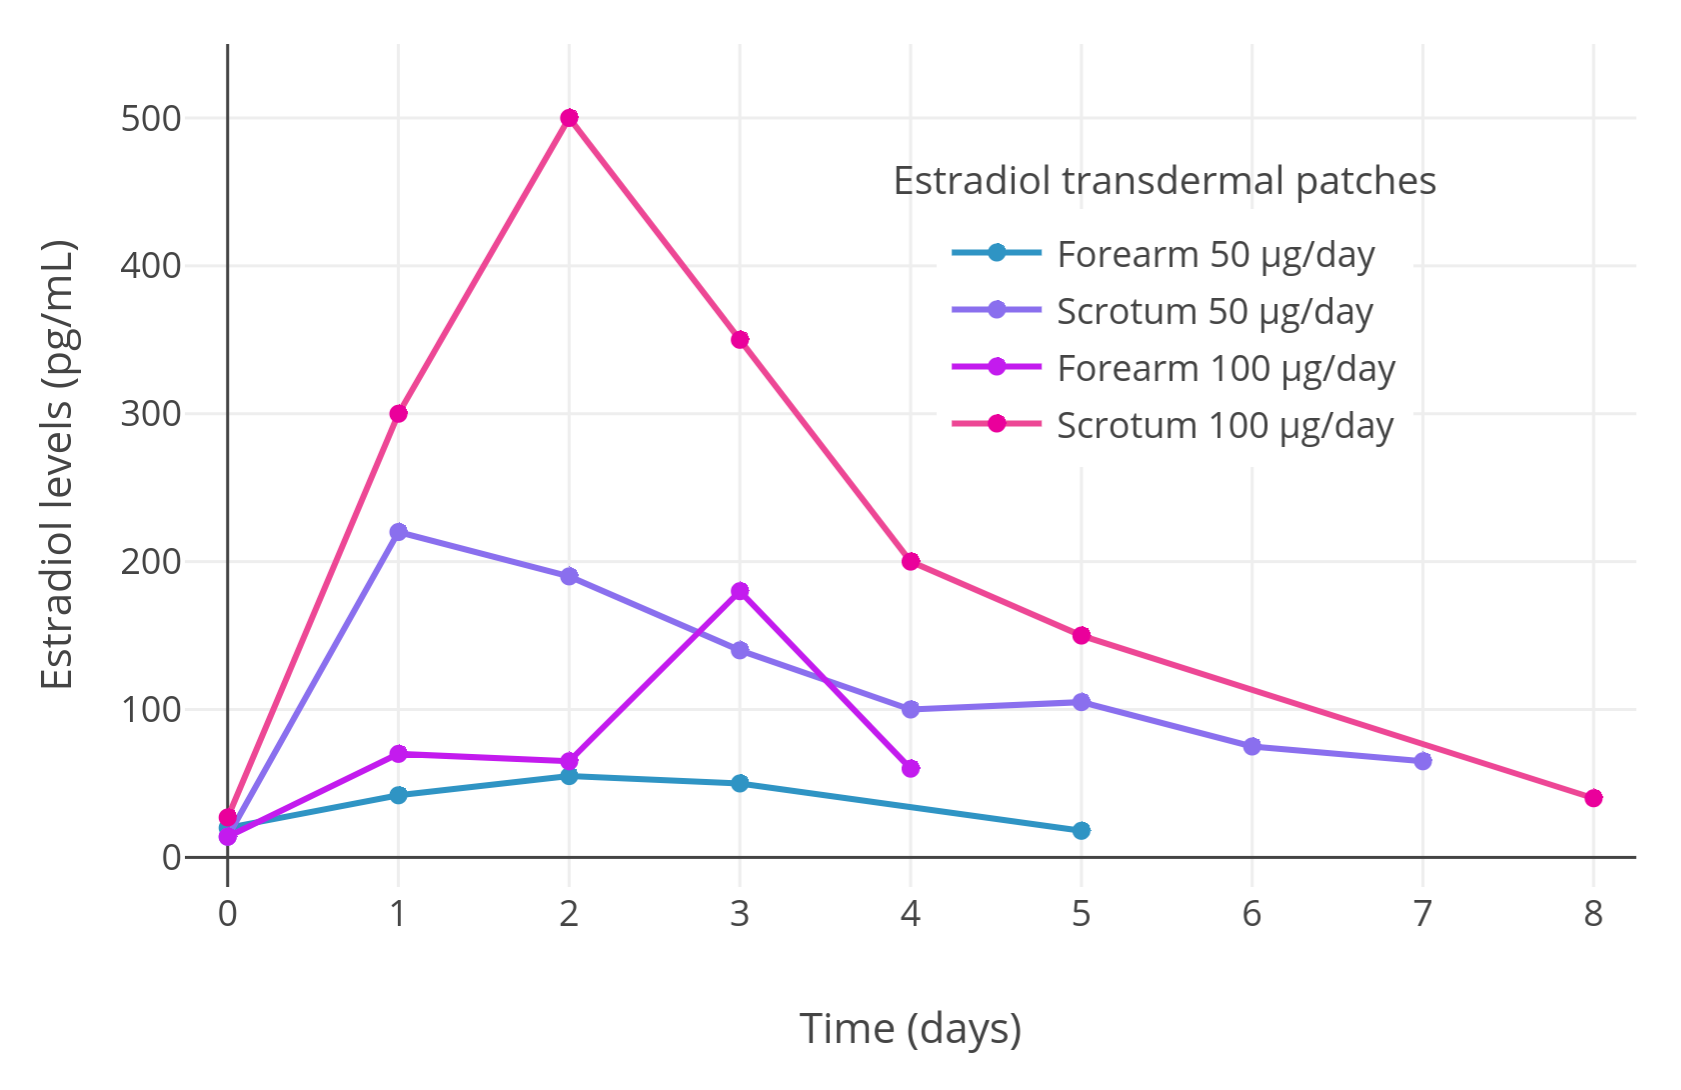 Estradiol levels (pg/mL)
500
400
300
200
100
0
Estradiol transdermal patches
Forearm 50 µg/day
Scrotum 50 µg/day
Forearm 100 µg/day
Scrotum 100 µg/day
0 1 2 3 4 5 6 7 8
Time (days)